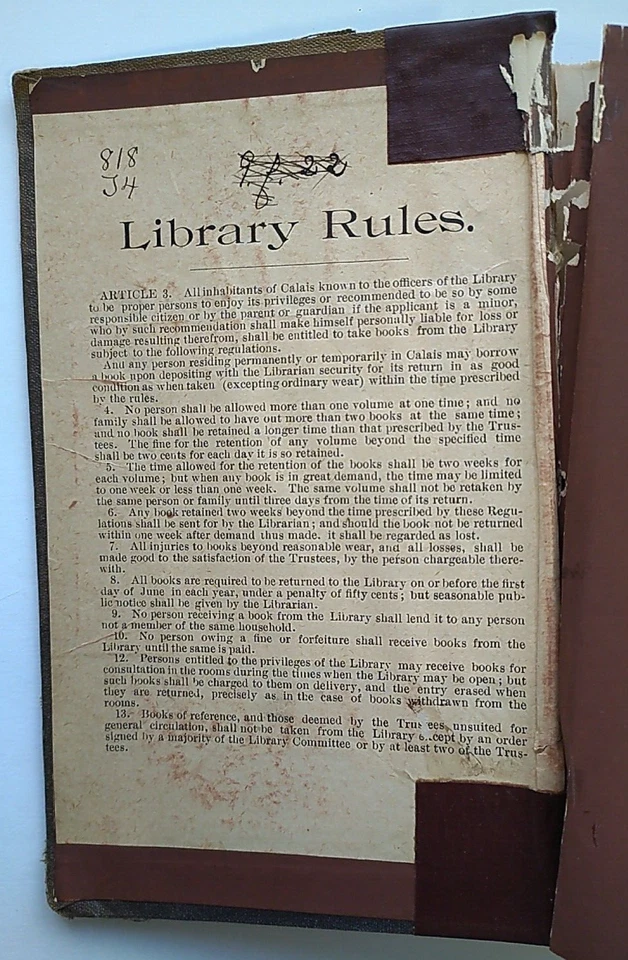 818
J4
Library Rules.
ARTICLE 3. All inhabitants of Calais known to the officers of the Library
to be proper persons to enjoy its privileges or recommended to be so by some
responsible citizen or by the parent or guardian if the applicant is a minor,
who by such recommendation shall make himself personally liable for loss or
damage resulting therefrom, shall be entitled to take books from the Library
subject to the following regulations.
And any person residing permanently or temporarily in Calais may borrow
a book upon depositing with the Librarian security for its return in as good
condition as when taken (excepting ordinary wear) within the time prescribed
by the rules.
4. No person shall be allowed more than one volume at one time; and no
family shall be allowed to have out more than two books at the same time;
and no book shall be retained a longer time than that prescribed by the Trus-
tees. The fine for the retention of any volume beyond the specified time
shall be two cents for each day it is so retained.
5. The time allowed for the retention of the books shall be two weeks for
each volume; but when any book is in great demand, the time may be limited
to one week or less than one week. The same volume shall not be retaken by
the same person or family until three days from the time of its return.
6. Any book retained two weeks beyond the time prescribed by these Regu-
lations shall be sent for by the Librarian; and should the book not be returned
within one week after demand thus made, it shall be regarded as lost.
7. All injuries to books beyond reasonable wear, and all losses, shall be
made good to the satisfaction of the Trustees, by the person chargeable there-
with.
8. All books are required to be returned to the Library on or before the first
day of June in each year, under a penalty of fifty cents; but seasonable pub-
lic notice shall be given by the Librarian.
9. No person receiving a book from the Library shall lend it to any person
not a member of the same household.
10. No person owing a fine or forfeiture shall receive books from the
Library until the same is paid.
12. Persons entitled to the privileges of the Library may receive books for
consultation in the rooms during the times when the Library may be open; but
such books shall be charged to them on delivery, and the entry erased when
they are returned, precisely as in the case of books withdrawn from the
rooms.
13. Books of reference, and those deemed by the Trustees unsuited for
general circulation, shall not be taken from the Library except by an order
signed by a majority of the Library Committee or by at least two of the Trus-
tees.